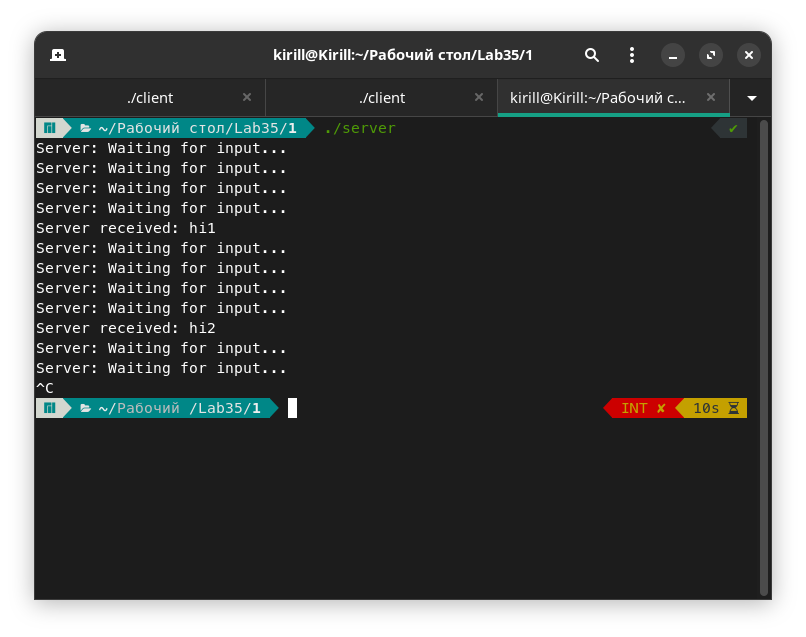 kirill@Kirill:~/Рабочий стол/Lab35/1
./client
./client
kirill@Kirill:~/Рабочий с...
~/Рабочий стол/Lab35/1 ./server ✔
Server: Waiting for input...
Server: Waiting for input...
Server: Waiting for input...
Server: Waiting for input...
Server received: hi1
Server: Waiting for input...
Server: Waiting for input...
Server: Waiting for input...
Server: Waiting for input...
Server received: hi2
Server: Waiting for input...
Server: Waiting for input...
^C
~/Рабочий /Lab35/1 INT ✘ 10s